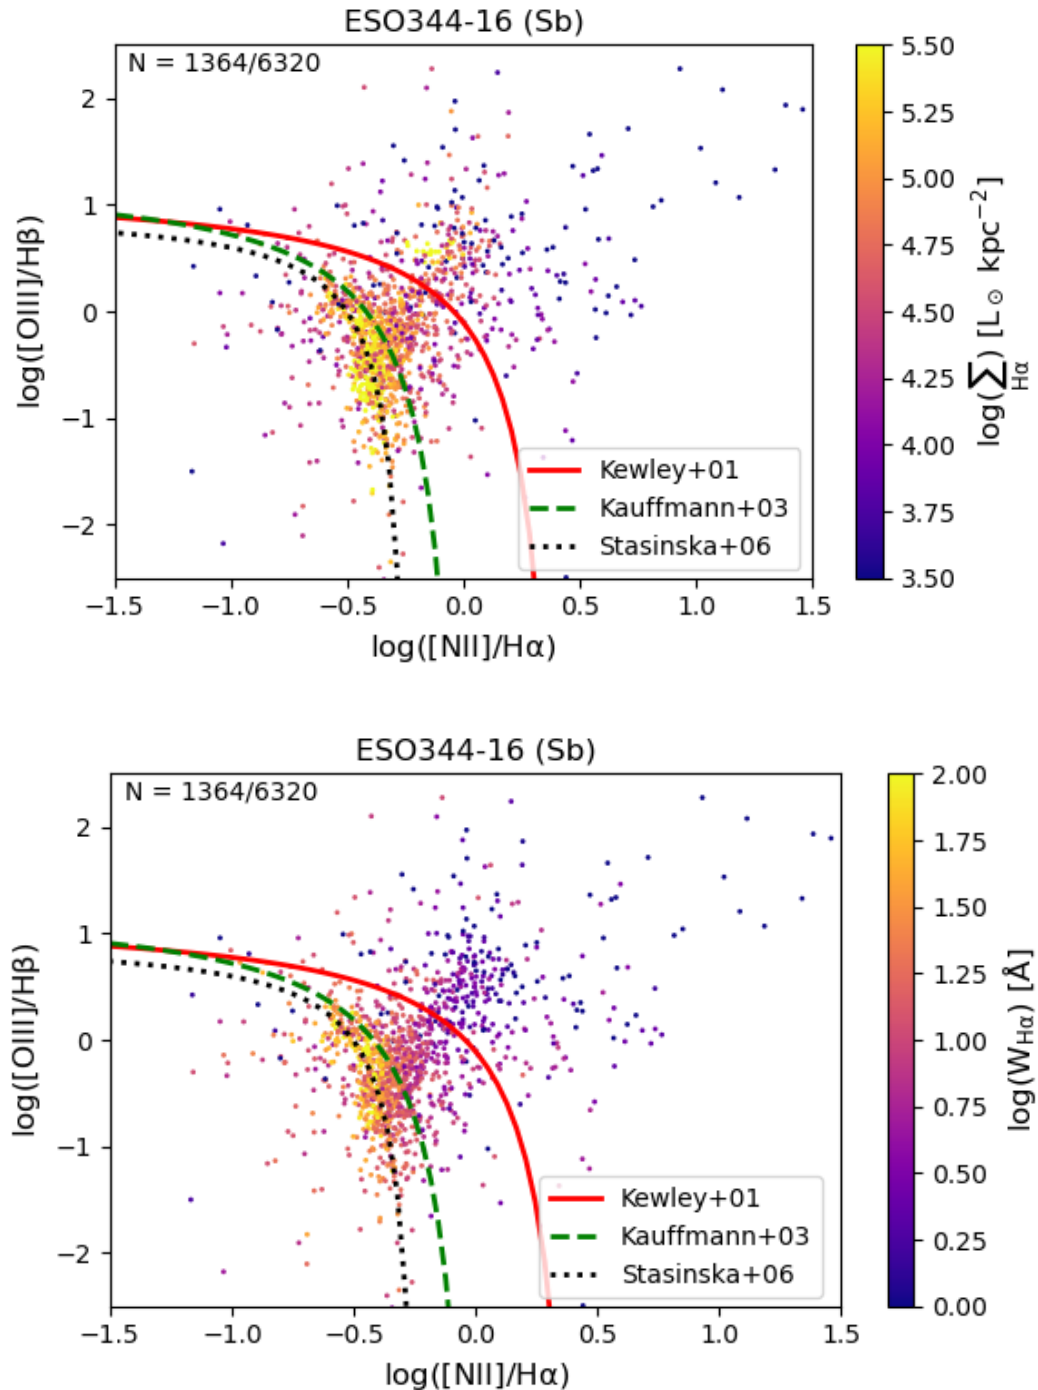 ESO344-16 (Sb)
N = 1364/6320
log([OIII]/Hβ)
2
1
0
−1
−2
−1.5 −1.0 −0.5 0.0 0.5 1.0 1.5
log([NII]/Hα)
Kewley+01
Kauffmann+03
Stasinska+06
5.50
5.25
5.00
4.75
4.50
4.25
4.00
3.75
3.50
log(∑Hα) [L⊙ kpc−2]
ESO344-16 (Sb)
N = 1364/6320
log([OIII]/Hβ)
2
1
0
−1
−2
−1.5 −1.0 −0.5 0.0 0.5 1.0 1.5
log([NII]/Hα)
Kewley+01
Kauffmann+03
Stasinska+06
2.00
1.75
1.50
1.25
1.00
0.75
0.50
0.25
0.00
log(WHα) [Å]